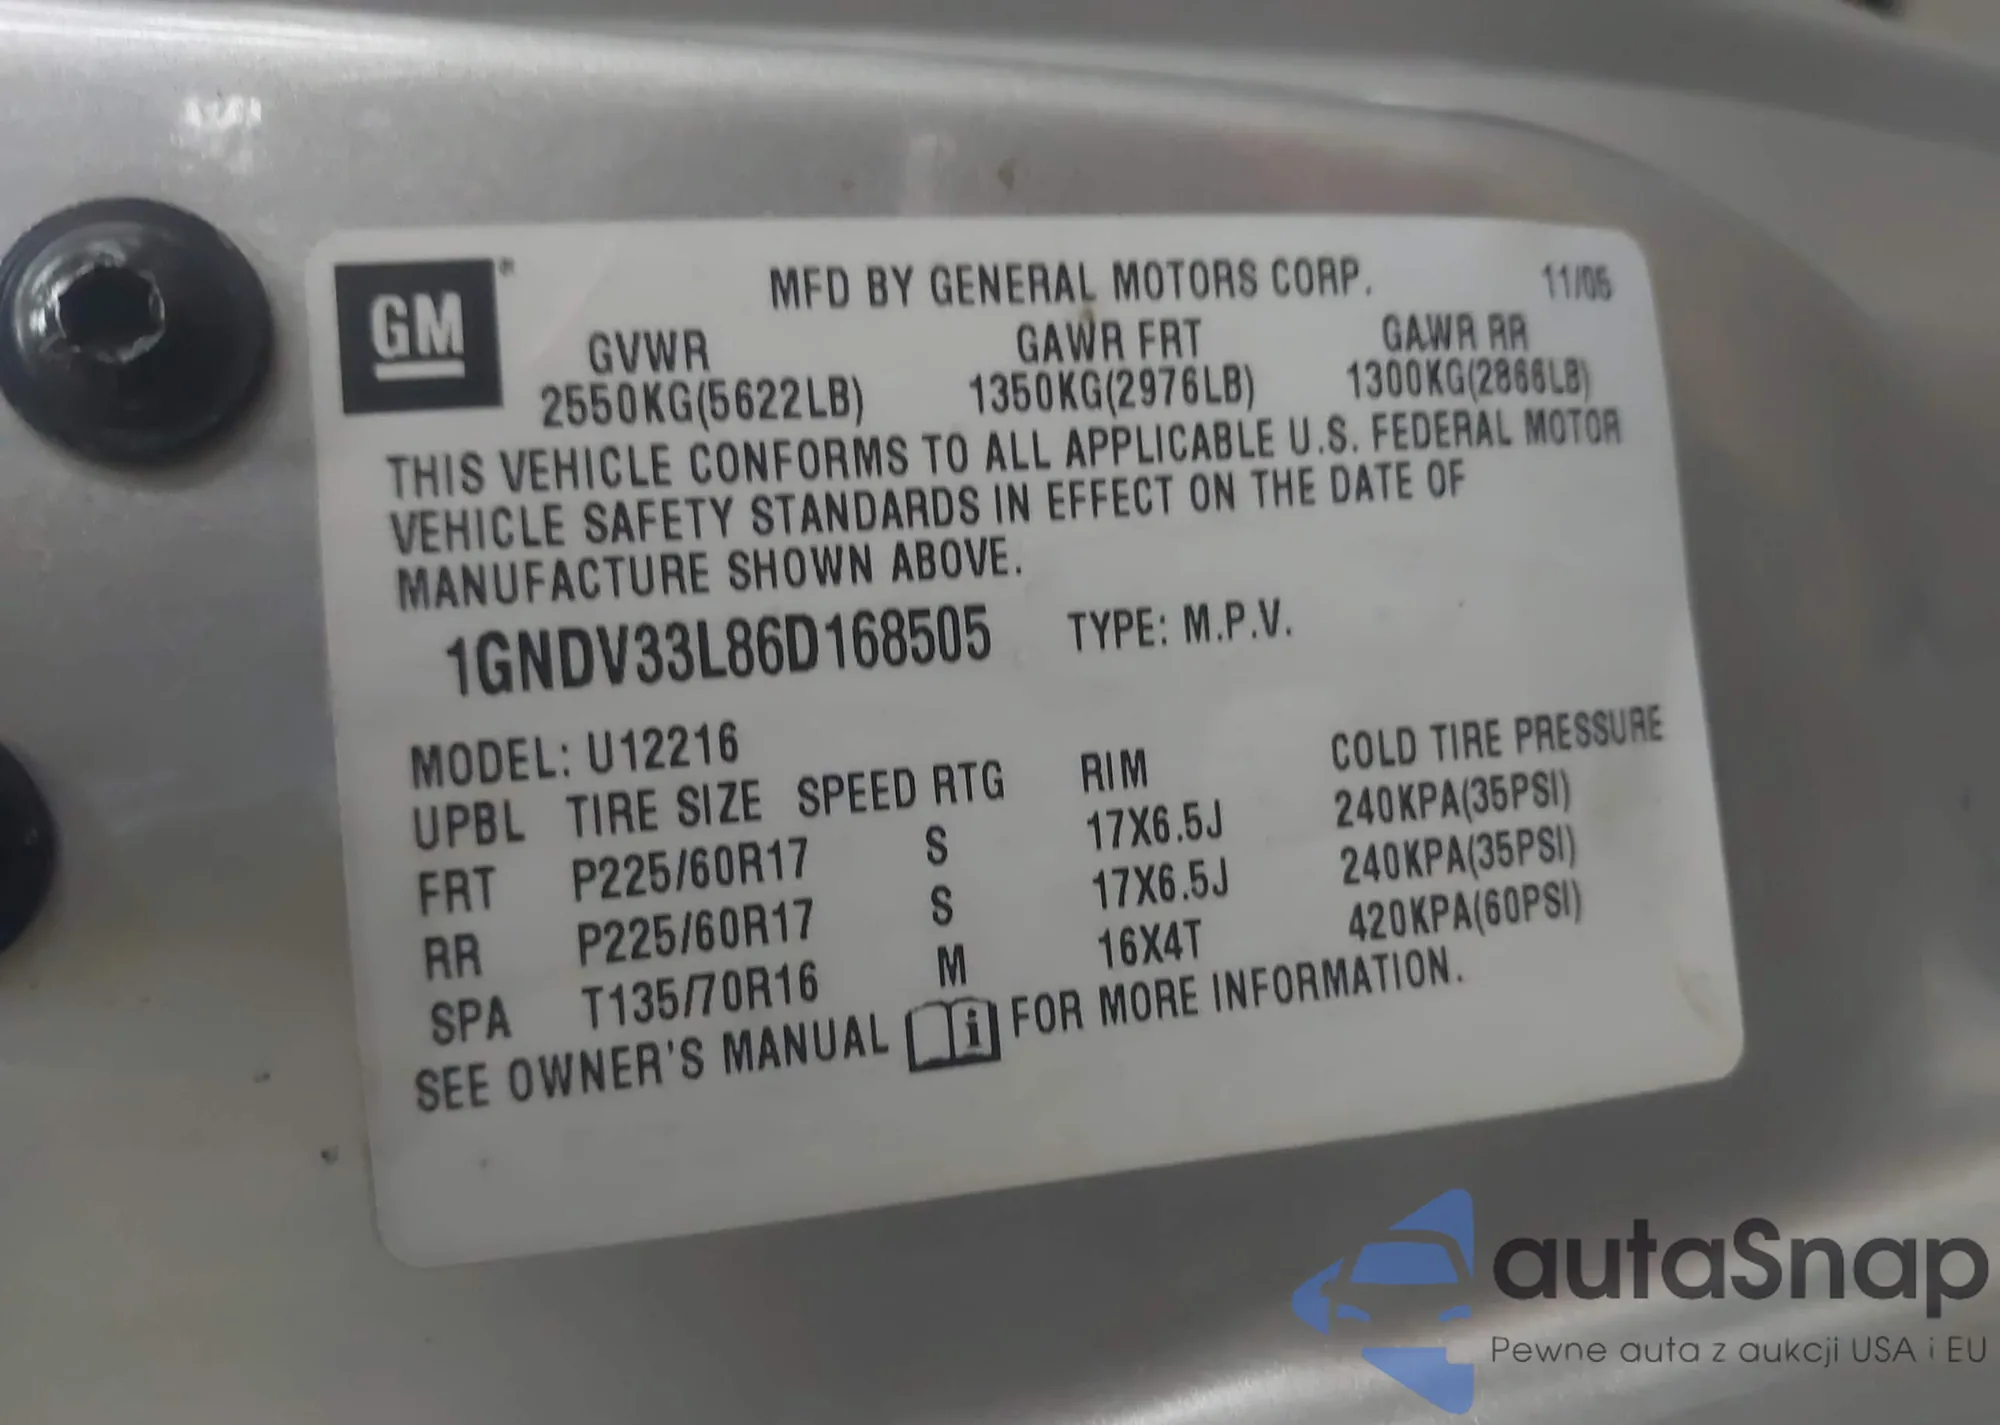 GM® MFD BY GENERAL MOTORS CORP. 11/05
GVWR GAWR FRT GAWR RR
2550KG(5622LB) 1350KG(2976LB) 1300KG(2866LB)
THIS VEHICLE CONFORMS TO ALL APPLICABLE U.S. FEDERAL MOTOR
VEHICLE SAFETY STANDARDS IN EFFECT ON THE DATE OF
MANUFACTURE SHOWN ABOVE.
1GNDV33L86D168505 TYPE: M.P.V.
MODEL: U12216
UPBL TIRE SIZE SPEED RTG RIM COLD TIRE PRESSURE
FRT P225/60R17 S 17X6.5J 240KPA(35PSI)
RR P225/60R17 S 17X6.5J 240KPA(35PSI)
SPA T135/70R16 M 16X4T 420KPA(60PSI)
SEE OWNER'S MANUAL i FOR MORE INFORMATION.
autaSnap
Pewne auta z aukcji USA i EU